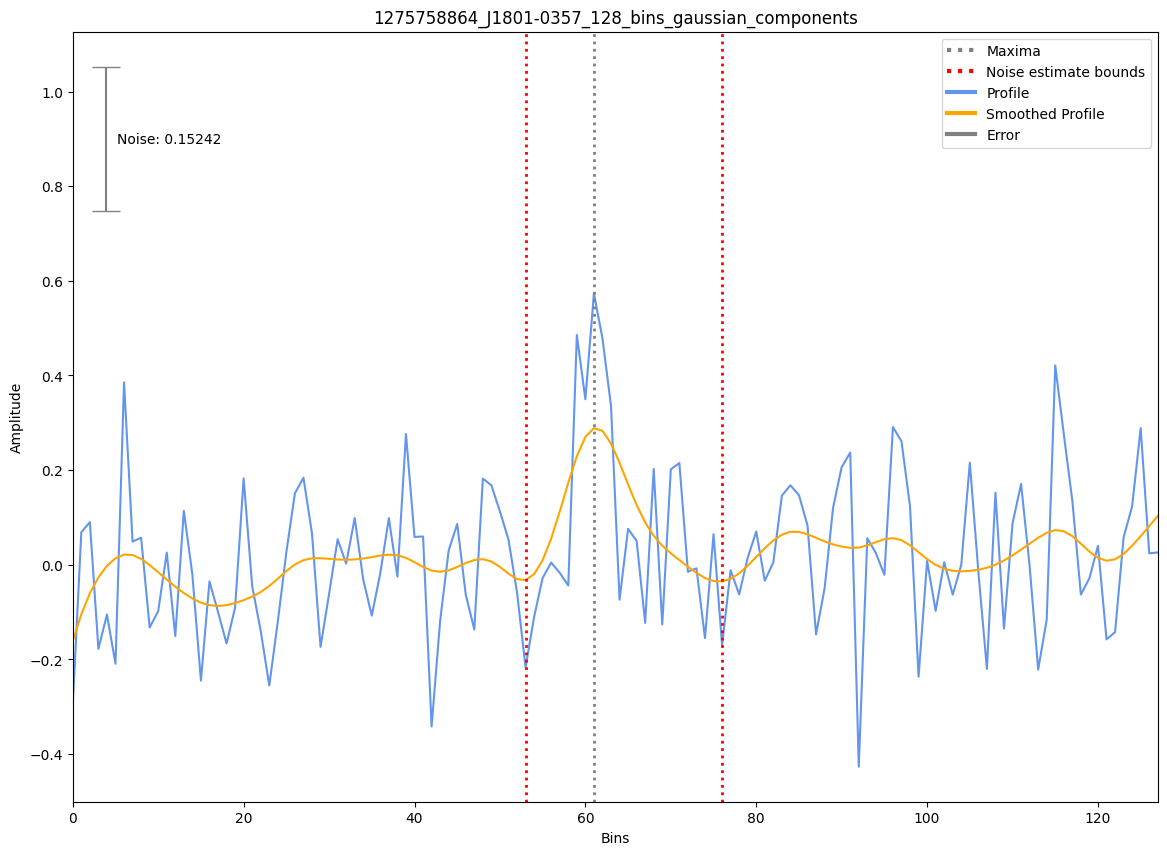 1275758864_J1801-0357_128_bins_gaussian_components
Maxima
Noise estimate bounds
Profile
Smoothed Profile
Error
Noise: 0.15242
1.0
0.8
0.6
0.4
0.2
0.0
−0.2
−0.4
Amplitude
0 20 40 60 80 100 120
Bins